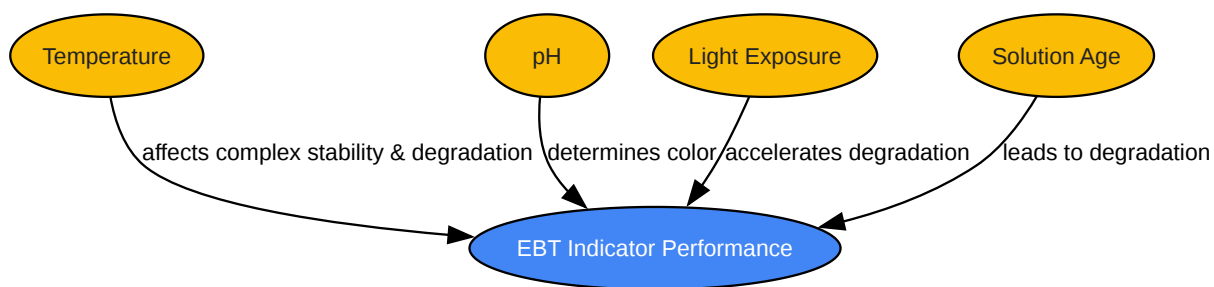 Temperature
pH
Light Exposure
Solution Age
affects complex stability & degradation
determines color
accelerates degradation
leads to degradation
EBT Indicator Performance